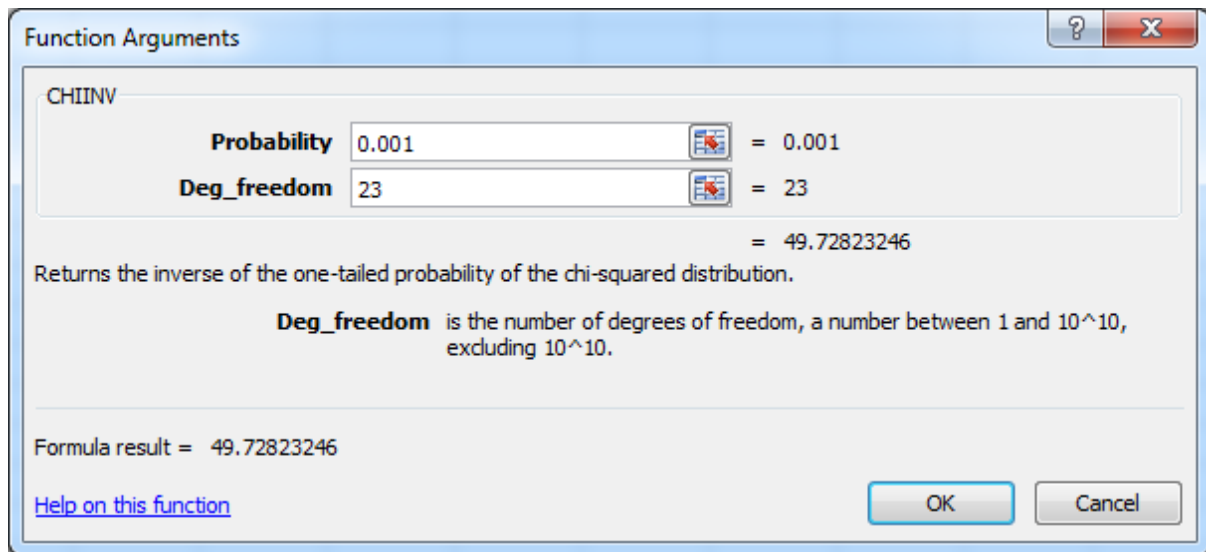 Function Arguments
?
X
CHIINV
Probability 0.001 = 0.001
Deg_freedom 23 = 23
= 49.72823246
Returns the inverse of the one-tailed probability of the chi-squared distribution.
Deg_freedom is the number of degrees of freedom, a number between 1 and 10^10,
excluding 10^10.
Formula result = 49.72823246
Help on this function
OK
Cancel